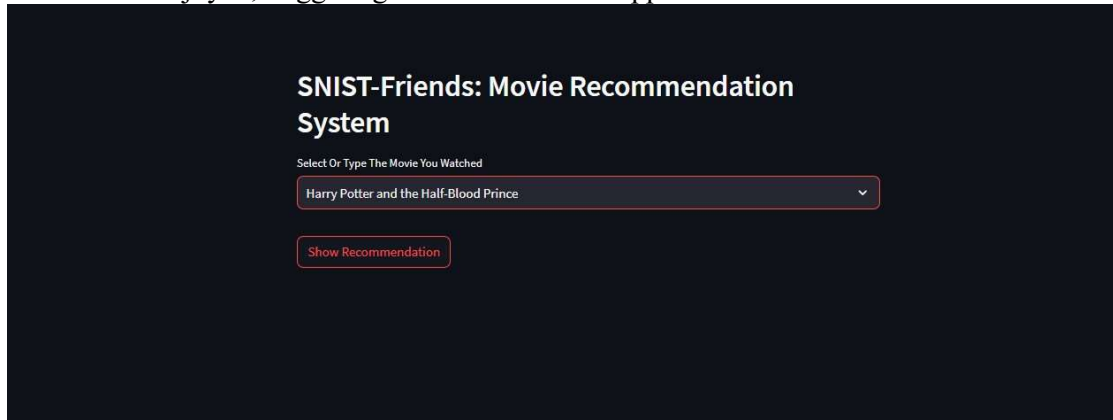 SNIST-Friends: Movie Recommendation
System
Select Or Type The Movie You Watched
Harry Potter and the Half-Blood Prince
Show Recommendation